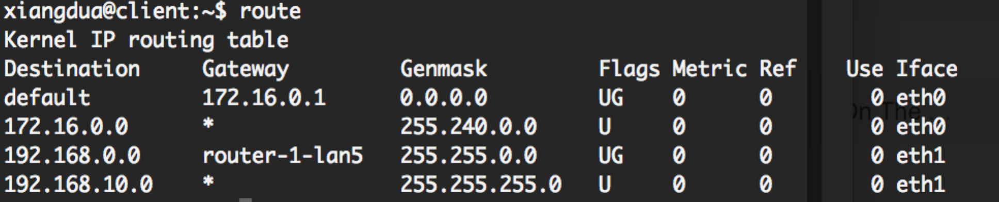 xiangdua@client:~$ route
Kernel IP routing table
Destination     Gateway         Genmask         Flags Metric Ref    Use Iface
default         172.16.0.1      0.0.0.0         UG    0      0        0 eth0
172.16.0.0      *               255.240.0.0     U     0      0        0 eth0
192.168.0.0     router-1-lan5   255.255.0.0     UG    0      0        0 eth1
192.168.10.0    *               255.255.255.0   U     0      0        0 eth1